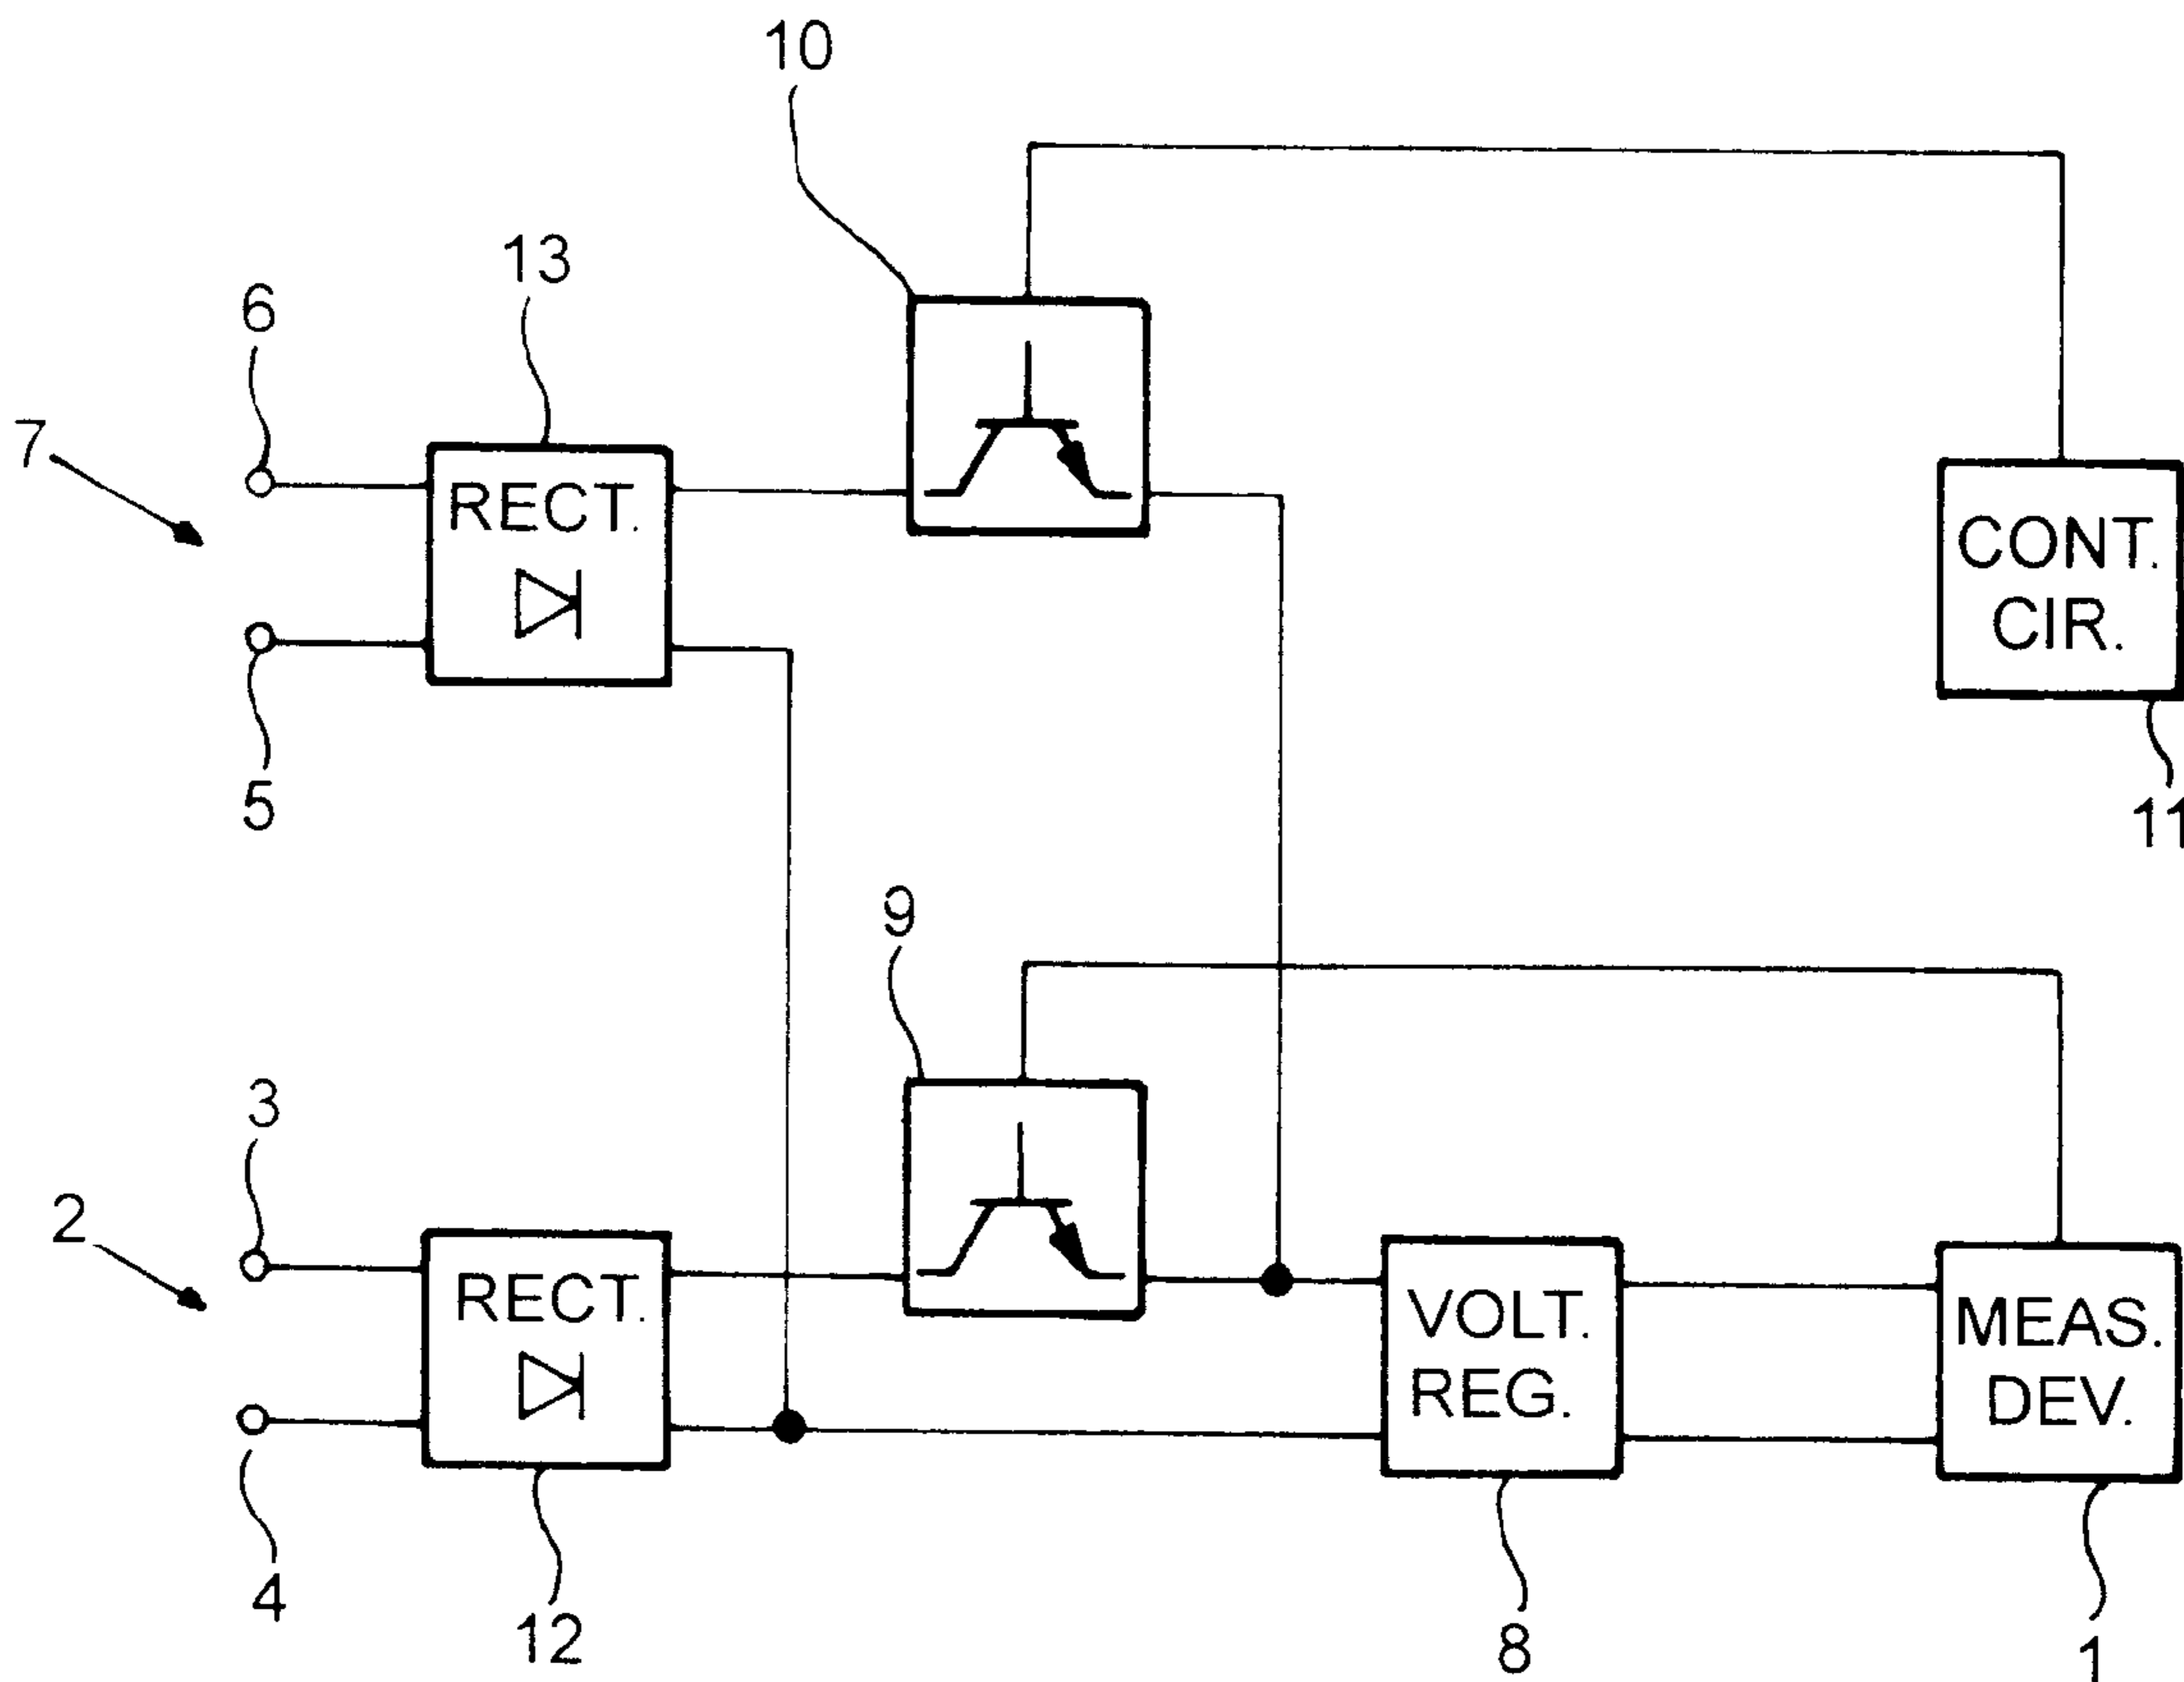 10
13
6
7
RECT.
CONT.
CIR.
5
11
9
3
2
RECT.
VOLT.
REG.
MEAS.
DEV.
4
12
8
1